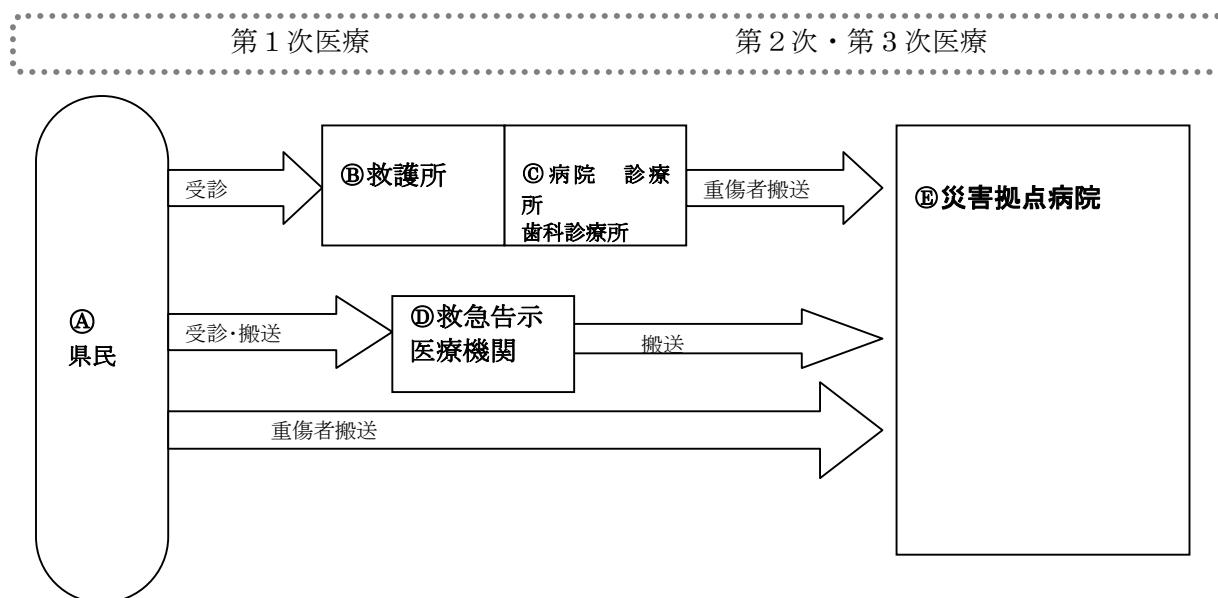 第１次医療
第２次・第３次医療
Ⓐ
県民
受診
Ⓑ救護所
Ⓒ病院　診療
所
歯科診療所
重傷者搬送
Ⓔ災害拠点病院
受診･搬送
Ⓓ救急告示
医療機関
搬送
重傷者搬送